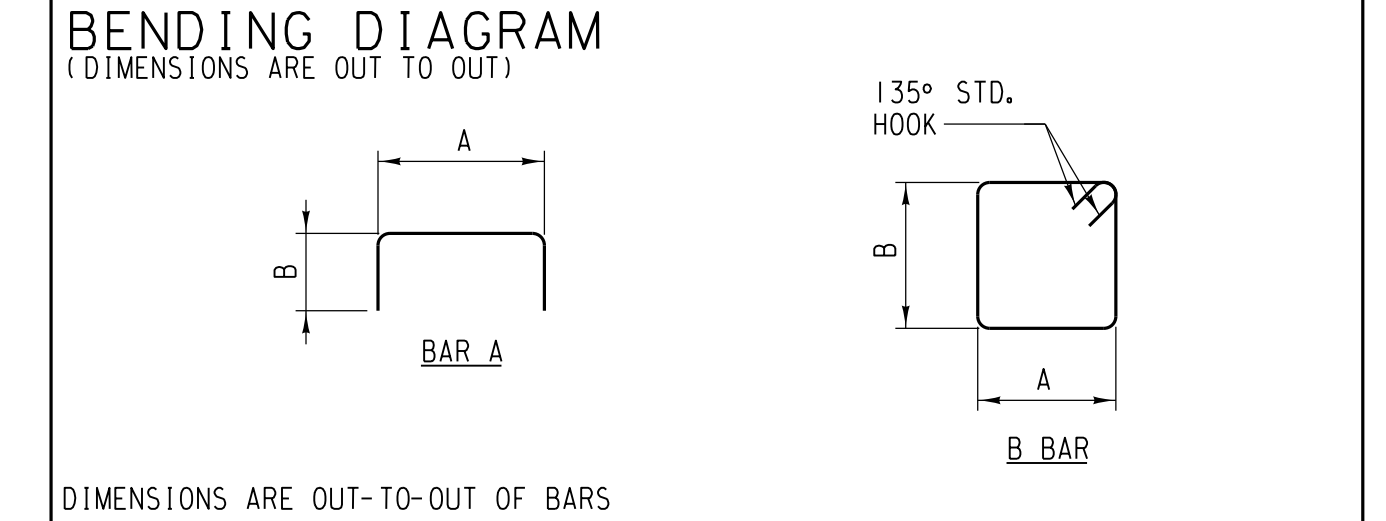 BENDING DIAGRAM
(DIMENSIONS ARE OUT TO OUT)
135° STD.
HOOK
A
B
BAR A
B
A
B BAR
DIMENSIONS ARE OUT-TO-OUT OF BARS